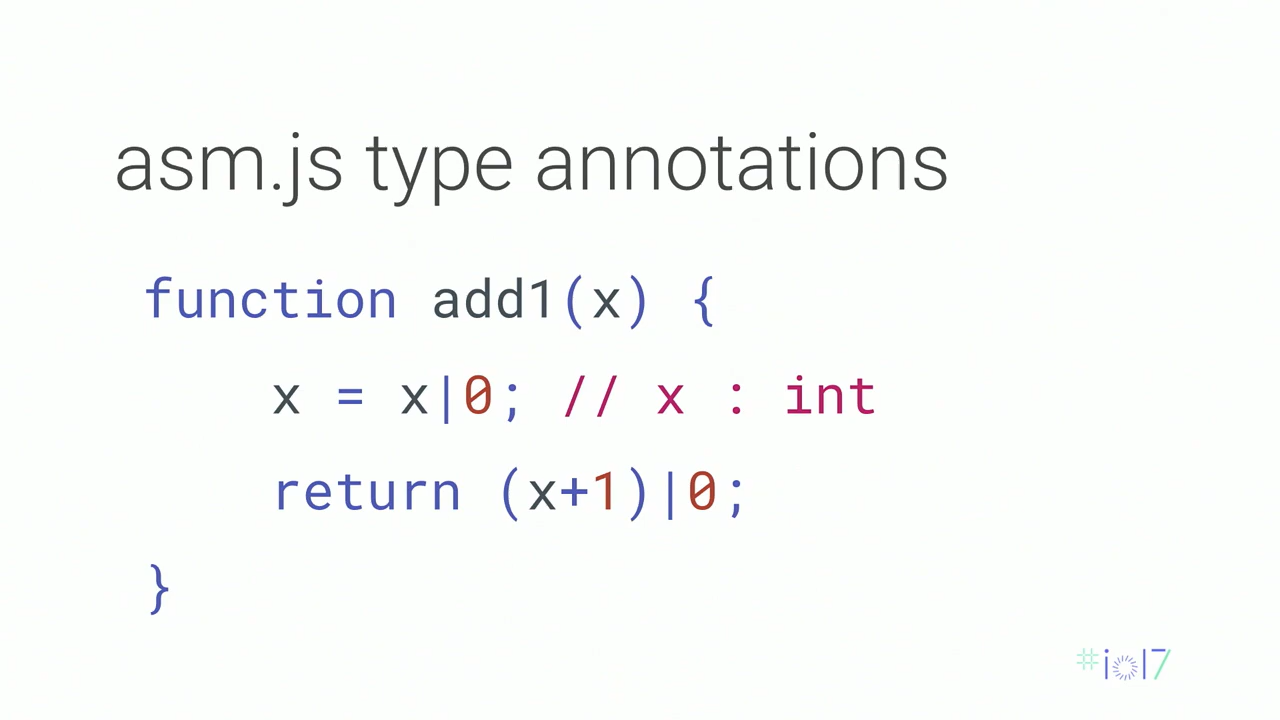 asm.js type annotations
function add1(x) {
    x = x|0; // x : int
    return (x+1)|0;
}
#io17